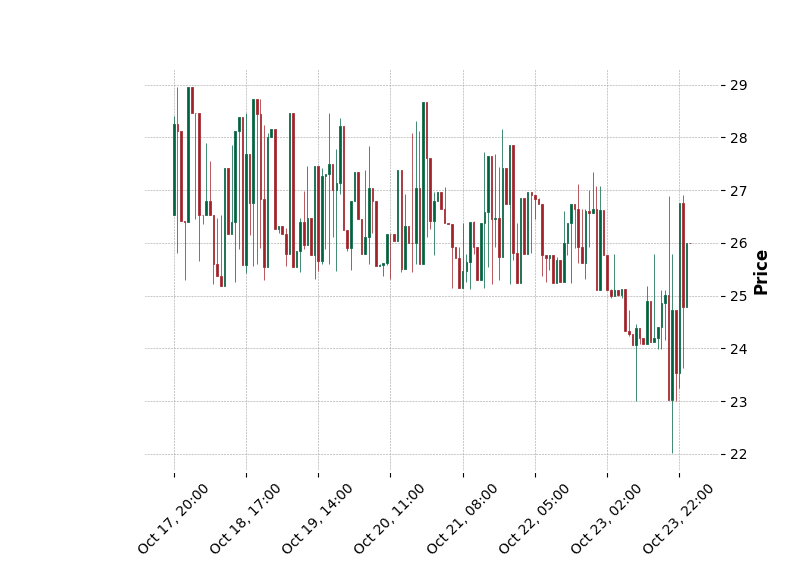 29
28
27
26
25
24
23
22
Price
Oct 17, 20:00
Oct 18, 17:00
Oct 19, 14:00
Oct 20, 11:00
Oct 21, 08:00
Oct 22, 05:00
Oct 23, 02:00
Oct 23, 22:00